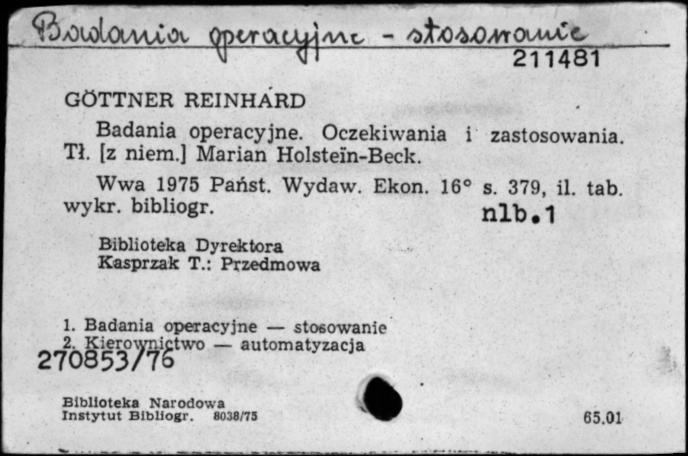 Badania operacyjne - stosowanie
211481
GÖTTNER REINHARD
Badania operacyjne. Oczekiwania i zastosowania.
Tł. [z niem.] Marian Holstein-Beck.
Wwa 1975 Państ. Wydaw. Ekon. 16° s. 379, il. tab.
wykr. bibliogr.
nlb.1
Biblioteka Dyrektora
Kasprzak T.: Przedmowa
1. Badania operacyjne — stosowanie
2. Kierownictwo — automatyzacja
270853/76
Biblioteka Narodowa
Instytut Bibliogr. 8038/75
65.01